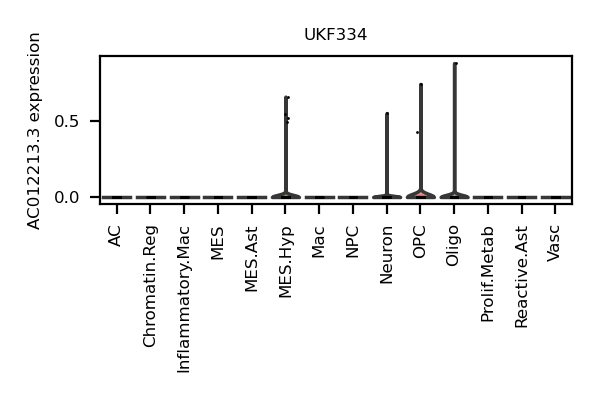 UKF334
AC012213.3 expression
0.5
0.0
AC
Chromatin.Reg
Inflammatory.Mac
MES
MES.Ast
MES.Hyp
Mac
NPC
Neuron
OPC
Oligo
Prolif.Metab
Reactive.Ast
Vasc